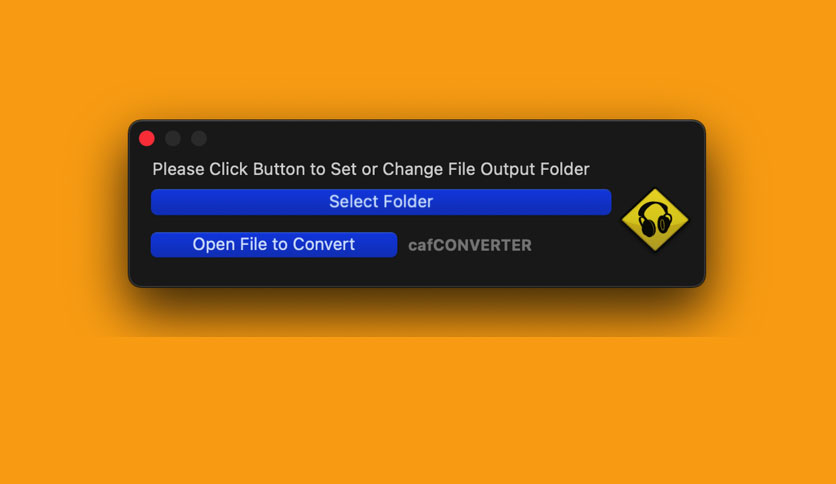 Please Click Button to Set or Change File Output Folder
Select Folder
Open File to Convert cafCONVERTER